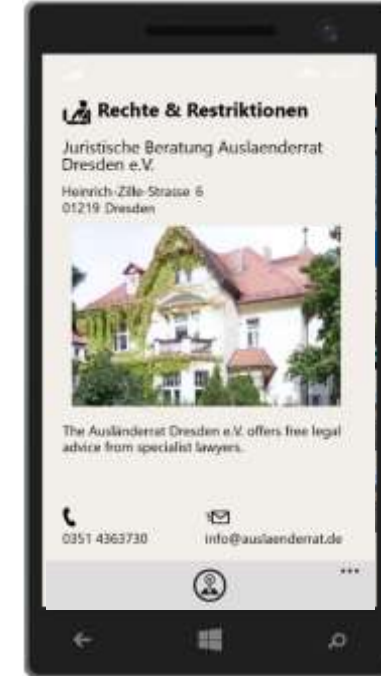 Rechte & Restriktionen
Juristische Beratung Auslaenderrat
Dresden e.V.
Heinrich-Zille-Strasse 6
01219 Dresden
The Ausländerrat Dresden e.V. offers free legal
advice from specialist lawyers.
0351 4363730
info@auslaenderrat.de